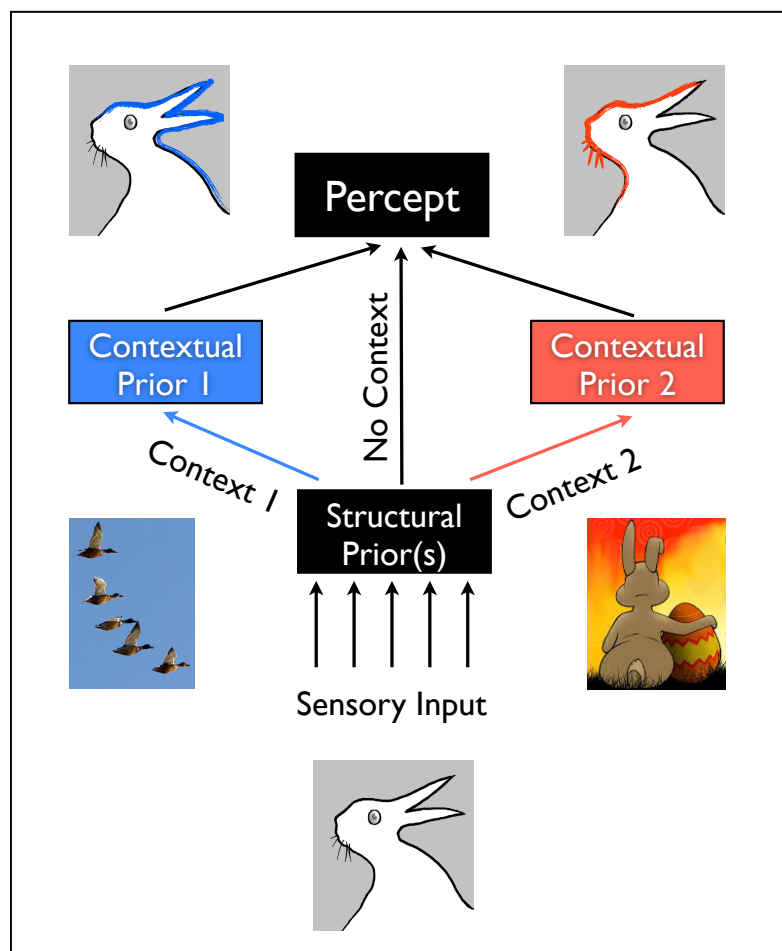 Percept
Contextual
Prior 1
No Context
Contextual
Prior 2
Context 1
Context 2
Structural
Prior(s)
Sensory Input